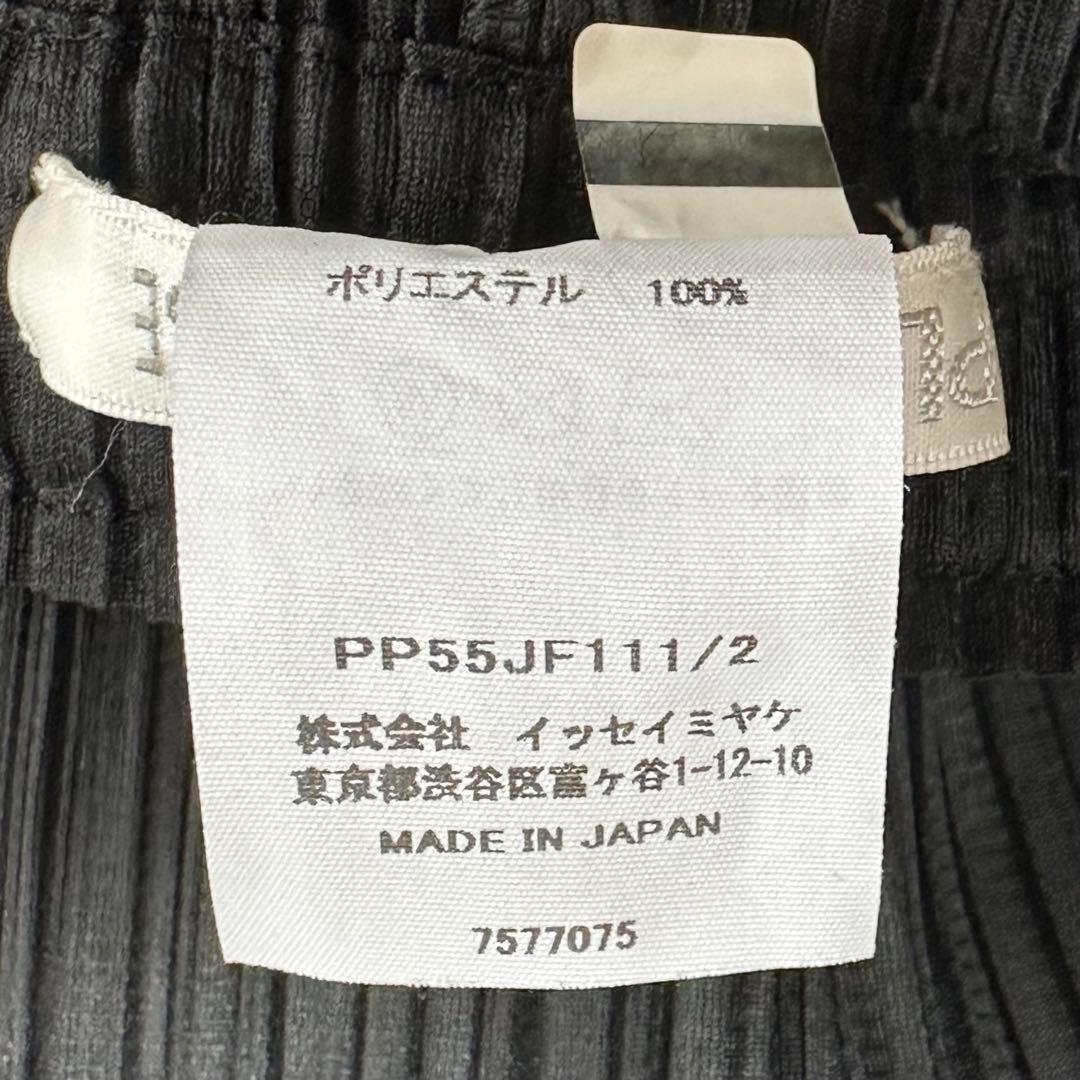 ポリエステル 100%
PP55JF111/2
株式会社 イッセイミヤケ
東京都渋谷区富ヶ谷1-12-10
MADE IN JAPAN
7577075